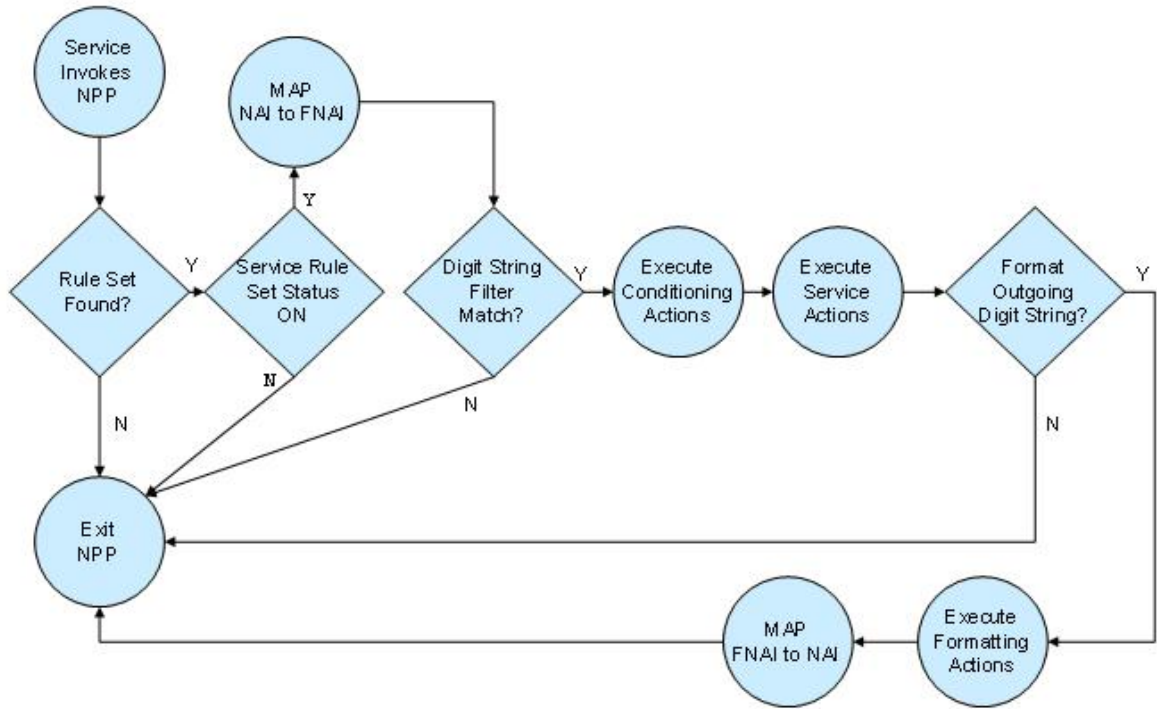 Service
Invokes
NPP
MAP
NAI to FNAI
Y
Rule Set
Found?
Y
Service Rule
Set Status
ON
Digit String
Filter
Match?
Y
Execute
Conditioning
Actions
Execute
Service
Actions
Format
Outgoing
Digit String?
Y
N
N
N
N
Exit
NPP
MAP
FNAI to NAI
Execute
Formatting
Actions